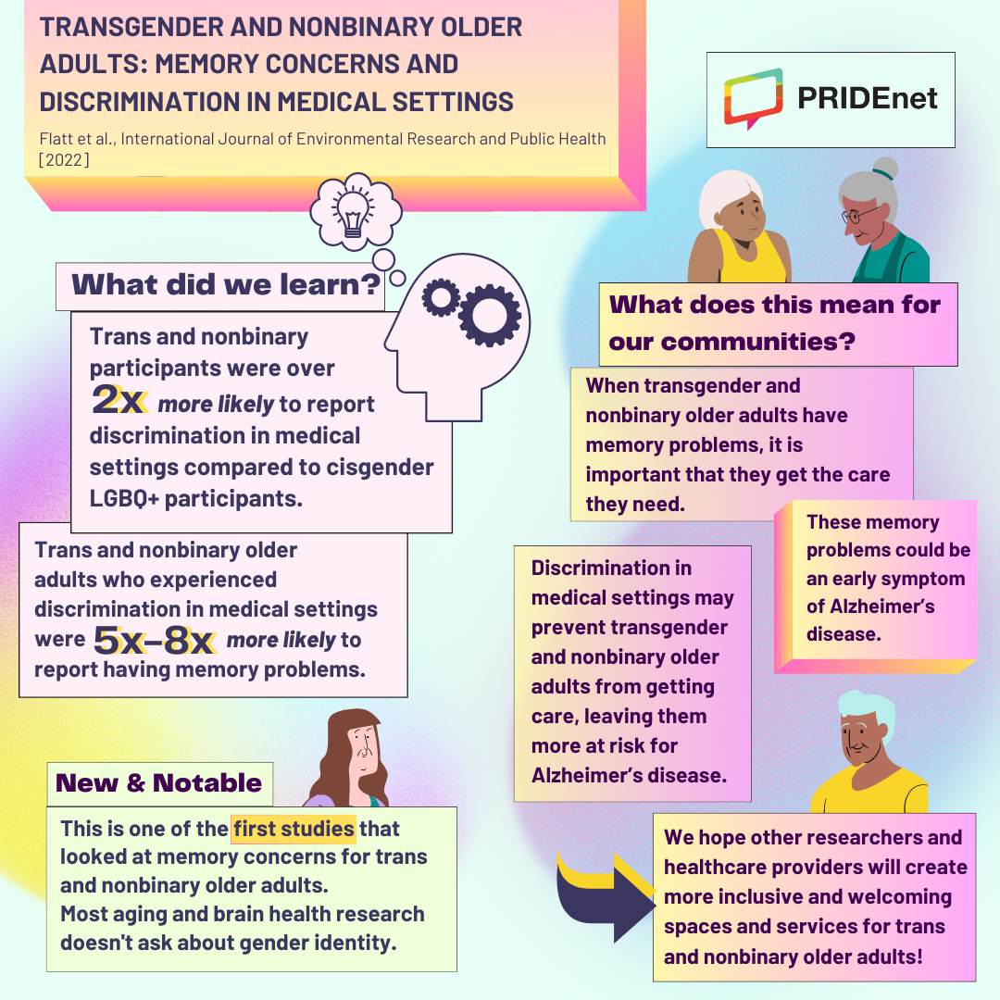 TRANSGENDER AND NONBINARY OLDER
ADULTS: MEMORY CONCERNS AND
DISCRIMINATION IN MEDICAL SETTINGS
Flatt et al., International Journal of Environmental Research and Public Health
[2022]
PRIDEnet
What did we learn?
Trans and nonbinary
participants were over
2x more likely to report
discrimination in medical
settings compared to cisgender
LGBQ+ participants.
Trans and nonbinary older
adults who experienced
discrimination in medical settings
were 5x–8x more likely to
report having memory problems.
New & Notable
This is one of the first studies that
looked at memory concerns for trans
and nonbinary older adults.
Most aging and brain health research
doesn't ask about gender identity.
What does this mean for
our communities?
When transgender and
nonbinary older adults have
memory problems, it is
important that they get the care
they need.
These memory
problems could be
an early symptom
of Alzheimer’s
disease.
Discrimination in
medical settings may
prevent transgender
and nonbinary older
adults from getting
care, leaving them
more at risk for
Alzheimer’s disease.
We hope other researchers and
healthcare providers will create
more inclusive and welcoming
spaces and services for trans
and nonbinary older adults!